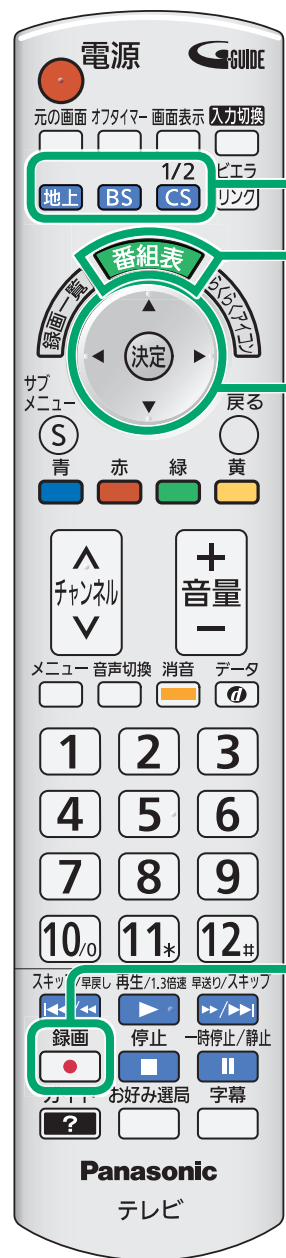 電源 G-GUIDE
元の画面 オフタイマー 画面表示 入力切換
1/2 ビエラ
地上 BS CS リンク
番組表
録画一覧 らくらくアイコン
決定
サブ
メニュー 戻る
S
青 赤 緑 黄
チャンネル
+
音量
−
メニュー 音声切換 消音 データ
d
1 2 3
4 5 6
7 8 9
10/0 11* 12#
スキップ/早戻し 再生/1.3倍速 早送り/スキップ
録画 停止 一時停止/静止
ガイド お好み選局 字幕
?
Panasonic
テレビ